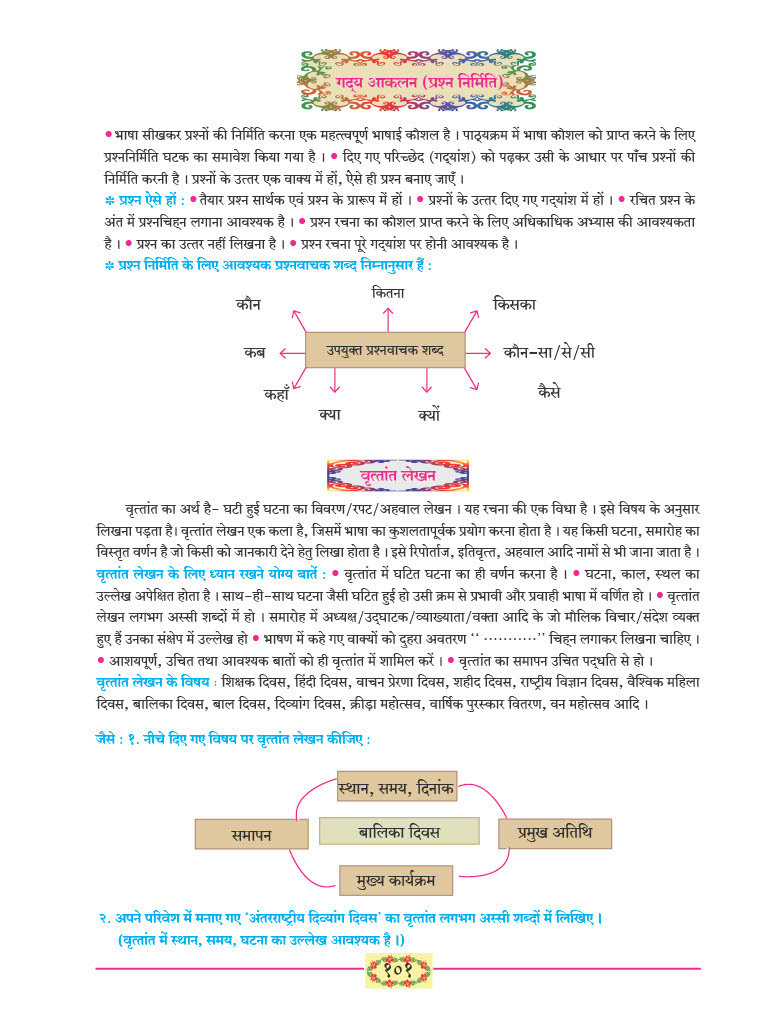 गद्य आकलन (प्रश्न निर्मिति)
● भाषा सीखकर प्रश्नों की निर्मिति करना एक महत्त्वपूर्ण भाषाई कौशल है । पाठ्यक्रम में भाषा कौशल को प्राप्त करने के लिए
प्रश्ननिर्मिति घटक का समावेश किया गया है । ● दिए गए परिच्छेद (गद्यांश) को पढ़कर उसी के आधार पर पाँच प्रश्नों की
निर्मिति करनी है । प्रश्नों के उत्तर एक वाक्य में हों, ऐसे ही प्रश्न बनाए जाएँ ।
❇ प्रश्न ऐसे हों : ● तैयार प्रश्न सार्थक एवं प्रश्न के प्रारूप में हों । ● प्रश्नों के उत्तर दिए गए गद्यांश में हों । ● रचित प्रश्न के
अंत में प्रश्नचिह्न लगाना आवश्यक है । ● प्रश्न रचना का कौशल प्राप्त करने के लिए अधिकाधिक अभ्यास की आवश्यकता
है । ● प्रश्न का उत्तर नहीं लिखना है । ● प्रश्न रचना पूरे गद्यांश पर होनी आवश्यक है ।
❇ प्रश्न निर्मिति के लिए आवश्यक प्रश्नवाचक शब्द निम्नानुसार हैं :
कौन
कितना
किसका
कब
उपयुक्त प्रश्नवाचक शब्द
कौन-सा/से/सी
कहाँ
क्या
क्यों
कैसे
वृत्तांत लेखन
वृत्तांत का अर्थ है- घटी हुई घटना का विवरण/रपट/अहवाल लेखन । यह रचना की एक विधा है । इसे विषय के अनुसार
लिखना पड़ता है। वृत्तांत लेखन एक कला है, जिसमें भाषा का कुशलतापूर्वक प्रयोग करना होता है । यह किसी घटना, समारोह का
विस्तृत वर्णन है जो किसी को जानकारी देने हेतु लिखा होता है । इसे रिपोर्ताज, इतिवृत्त, अहवाल आदि नामों से भी जाना जाता है ।
वृत्तांत लेखन के लिए ध्यान रखने योग्य बातें : ● वृत्तांत में घटित घटना का ही वर्णन करना है । ● घटना, काल, स्थल का
उल्लेख अपेक्षित होता है । साथ-ही-साथ घटना जैसी घटित हुई हो उसी क्रम से प्रभावी और प्रवाही भाषा में वर्णित हो । ● वृत्तांत
लेखन लगभग अस्सी शब्दों में हो । समारोह में अध्यक्ष/उद्घाटक/व्याख्याता/वक्ता आदि के जो मौलिक विचार/संदेश व्यक्त
हुए हैं उनका संक्षेप में उल्लेख हो ● भाषण में कहे गए वाक्यों को दुहरा अवतरण ‘‘ ...........’’ चिह्न लगाकर लिखना चाहिए ।
● आशयपूर्ण, उचित तथा आवश्यक बातों को ही वृत्तांत में शामिल करें । ● वृत्तांत का समापन उचित पद्धति से हो ।
वृत्तांत लेखन के विषय : शिक्षक दिवस, हिंदी दिवस, वाचन प्रेरणा दिवस, शहीद दिवस, राष्ट्रीय विज्ञान दिवस, वैश्विक महिला
दिवस, बालिका दिवस, बाल दिवस, दिव्यांग दिवस, क्रीड़ा महोत्सव, वार्षिक पुरस्कार वितरण, वन महोत्सव आदि ।
जैसे : १. नीचे दिए गए विषय पर वृत्तांत लेखन कीजिए :
स्थान, समय, दिनांक
समापन
बालिका दिवस
प्रमुख अतिथि
मुख्य कार्यक्रम
२. अपने परिवेश में मनाए गए ‘अंतरराष्ट्रीय दिव्यांग दिवस’ का वृत्तांत लगभग अस्सी शब्दों में लिखिए ।
(वृत्तांत में स्थान, समय, घटना का उल्लेख आवश्यक है ।)
१०१